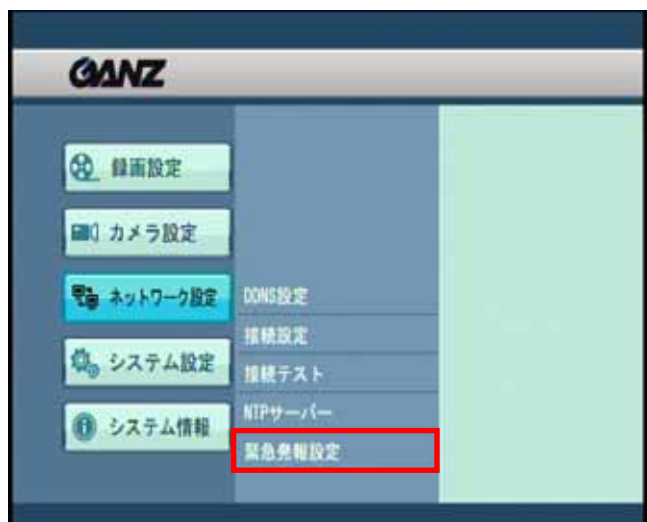 GANZ
録画設定
カメラ設定
ネットワーク設定
システム設定
システム情報
DDNS設定
接続設定
接続テスト
NTPサーバー
緊急発報設定